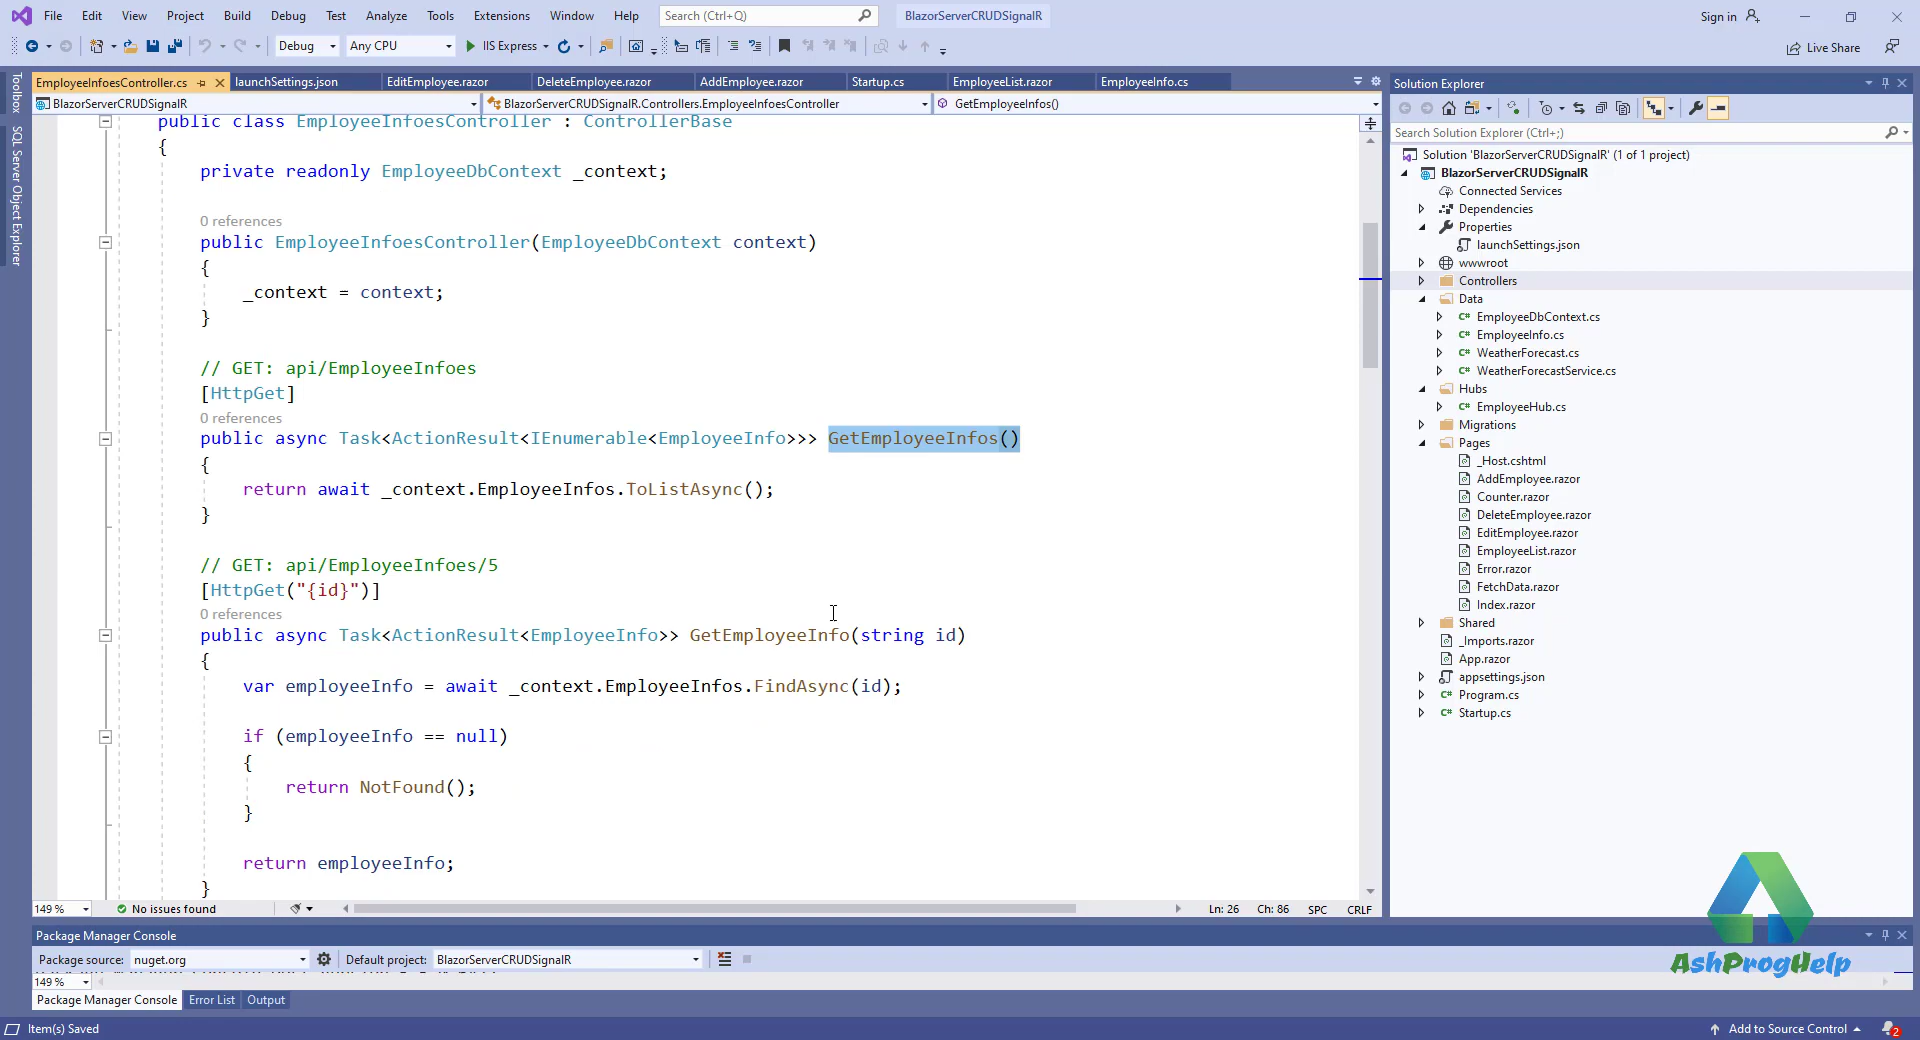 File Edit View Project Build Debug Test Analyze Tools Extensions Window Help Search (Ctrl+Q) BlazorServerCRUDSignalR Sign in
Debug Any CPU IIS Express Live Share
Toolbox
SQL Server Object Explorer
EmployeeInfoesController.cs launchSettings.json EditEmployee.razor DeleteEmployee.razor AddEmployee.razor Startup.cs EmployeeList.razor EmployeeInfo.cs
BlazorServerCRUDSignalR BlazorServerCRUDSignalR.Controllers.EmployeeInfoesController GetEmployeeInfos()
public class EmployeeInfoesController : ControllerBase
{
private readonly EmployeeDbContext _context;
0 references
public EmployeeInfoesController(EmployeeDbContext context)
{
_context = context;
}
// GET: api/EmployeeInfoes
[HttpGet]
0 references
public async Task<ActionResult<IEnumerable<EmployeeInfo>>> GetEmployeeInfos()
{
return await _context.EmployeeInfos.ToListAsync();
}
// GET: api/EmployeeInfoes/5
[HttpGet("{id}")]
0 references
public async Task<ActionResult<EmployeeInfo>> GetEmployeeInfo(string id)
{
var employeeInfo = await _context.EmployeeInfos.FindAsync(id);
if (employeeInfo == null)
{
return NotFound();
}
return employeeInfo;
}
149 % No issues found Ln: 26 Ch: 86 SPC CRLF
Solution Explorer
Search Solution Explorer (Ctrl+;)
Solution 'BlazorServerCRUDSignalR' (1 of 1 project)
BlazorServerCRUDSignalR
Connected Services
Dependencies
Properties
launchSettings.json
wwwroot
Controllers
Data
EmployeeDbContext.cs
EmployeeInfo.cs
WeatherForecast.cs
WeatherForecastService.cs
Hubs
EmployeeHub.cs
Migrations
Pages
_Host.cshtml
AddEmployee.razor
Counter.razor
DeleteEmployee.razor
EditEmployee.razor
EmployeeList.razor
Error.razor
FetchData.razor
Index.razor
Shared
_Imports.razor
App.razor
appsettings.json
Program.cs
Startup.cs
AshProgHelp
Package Manager Console
Package source: nuget.org Default project: BlazorServerCRUDSignalR
149 %
Package Manager Console Error List Output
Item(s) Saved Add to Source Control 2